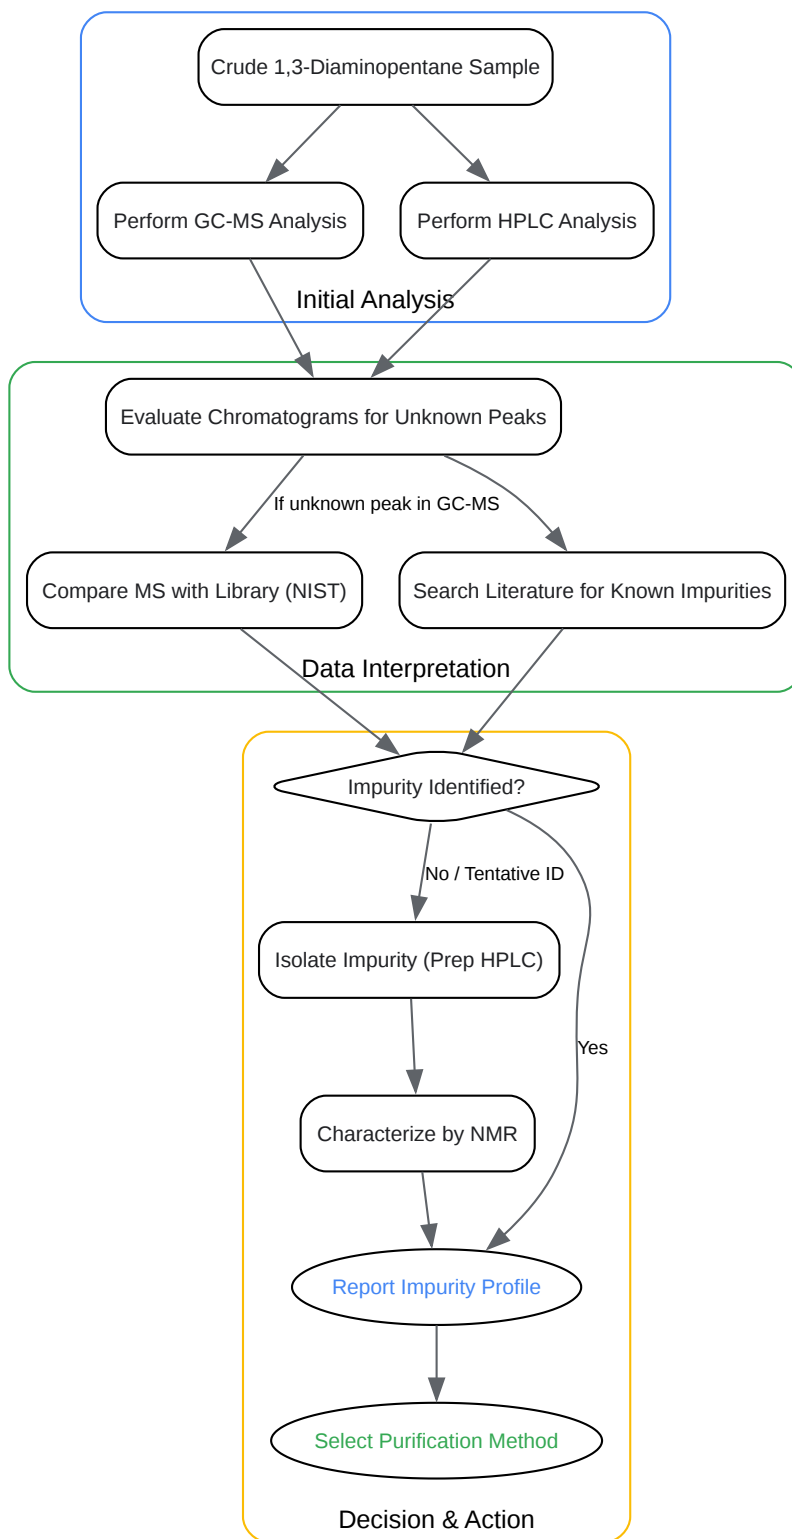 Crude 1,3-Diaminopentane Sample
Perform GC-MS Analysis
Perform HPLC Analysis
Initial Analysis
Evaluate Chromatograms for Unknown Peaks
If unknown peak in GC-MS
Compare MS with Library (NIST)
Search Literature for Known Impurities
Data Interpretation
Impurity Identified?
No / Tentative ID
Isolate Impurity (Prep HPLC)
Yes
Characterize by NMR
Report Impurity Profile
Select Purification Method
Decision & Action